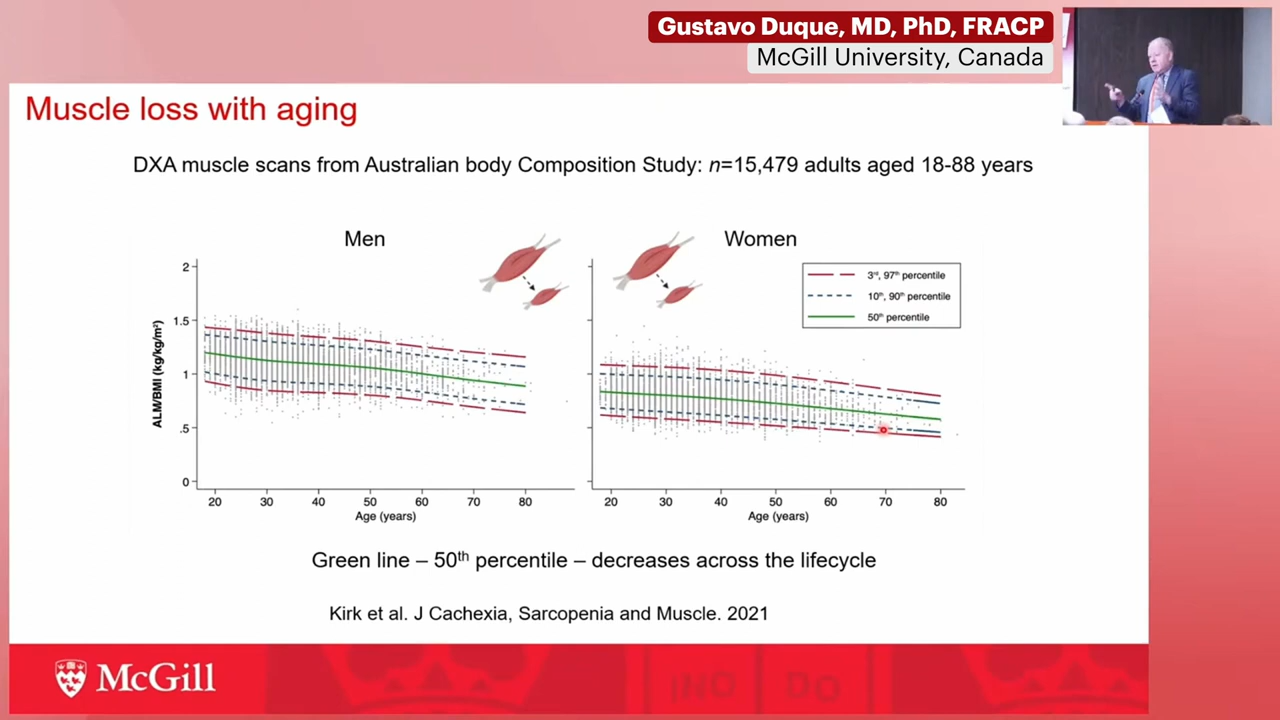 Gustavo Duque, MD, PhD, FRACP
McGill University, Canada
Muscle loss with aging
DXA muscle scans from Australian body Composition Study: n=15,479 adults aged 18-88 years
Men
Women
3rd, 97th percentile
10th, 90th percentile
50th percentile
ALM/BMI (kg/kg/m²)
2
1.5
1
.5
0
20 30 40 50 60 70 80
Age (years)
20 30 40 50 60 70 80
Age (years)
Green line – 50th percentile – decreases across the lifecycle
Kirk et al. J Cachexia, Sarcopenia and Muscle. 2021
McGill
INO DO